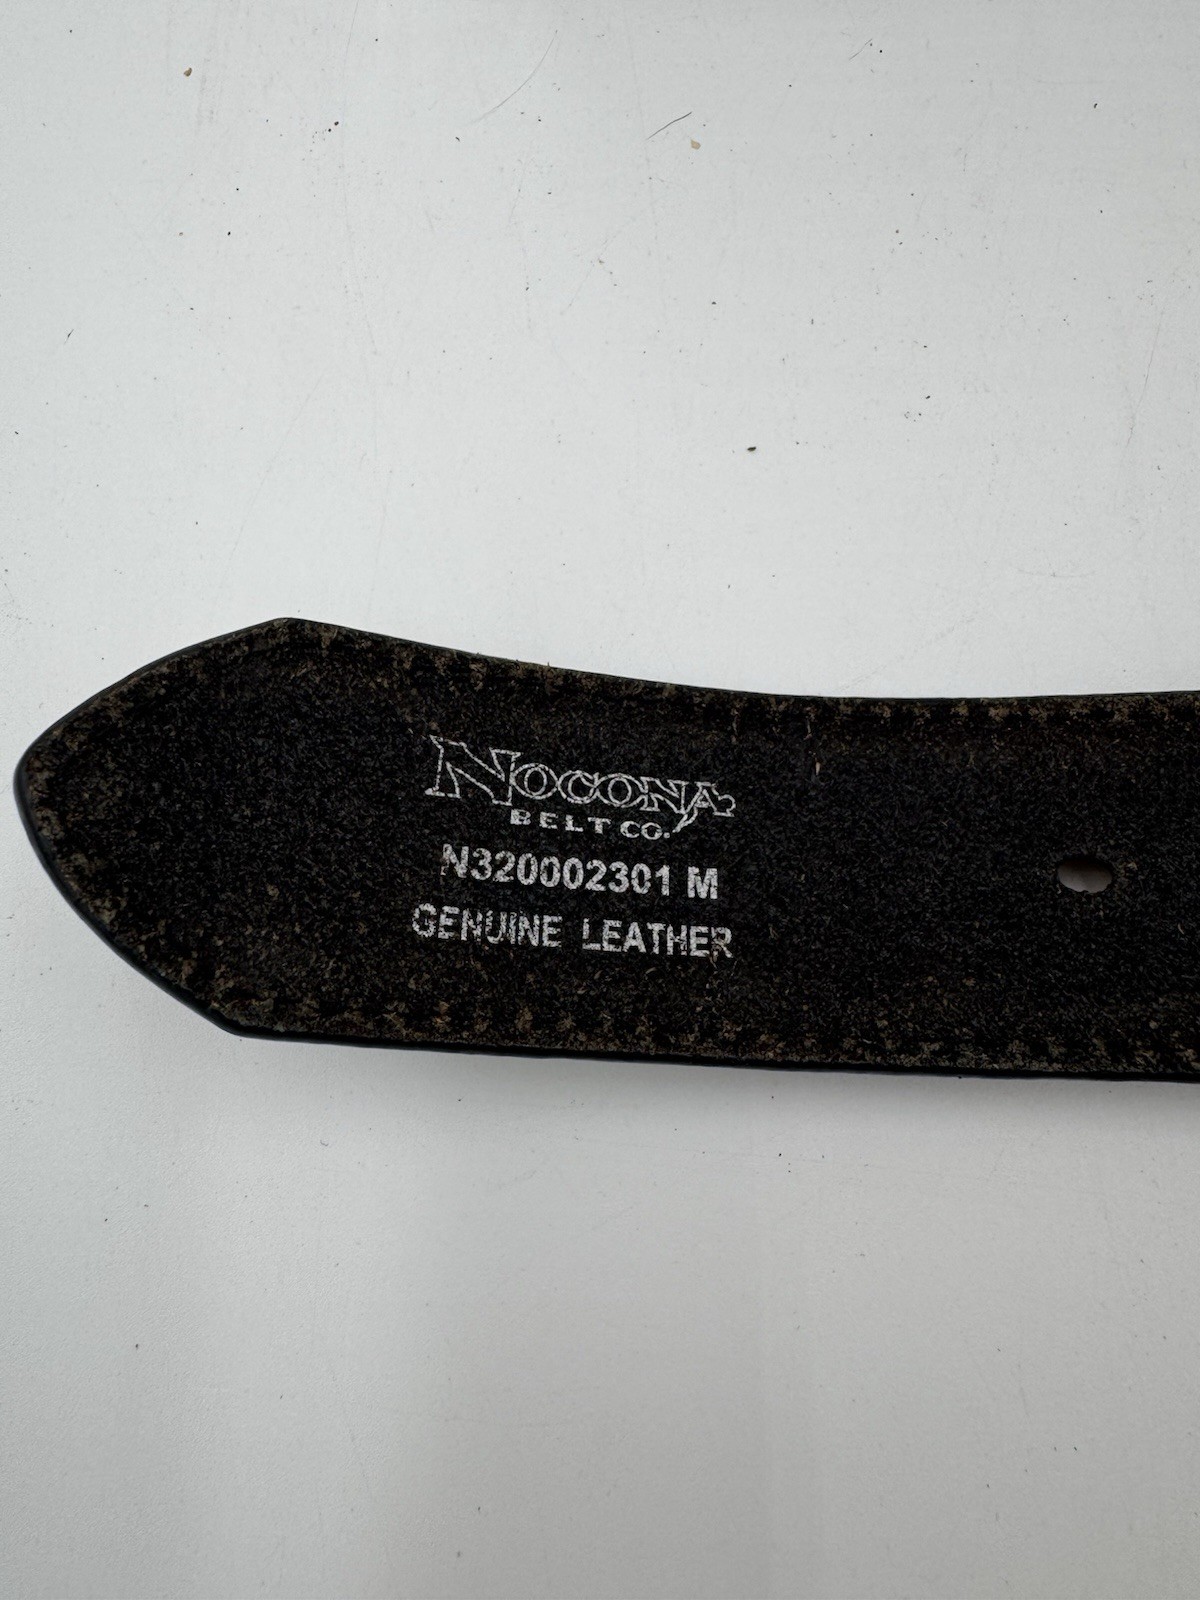 NOCONA
BELT CO.
N320002301 M
GENUINE LEATHER